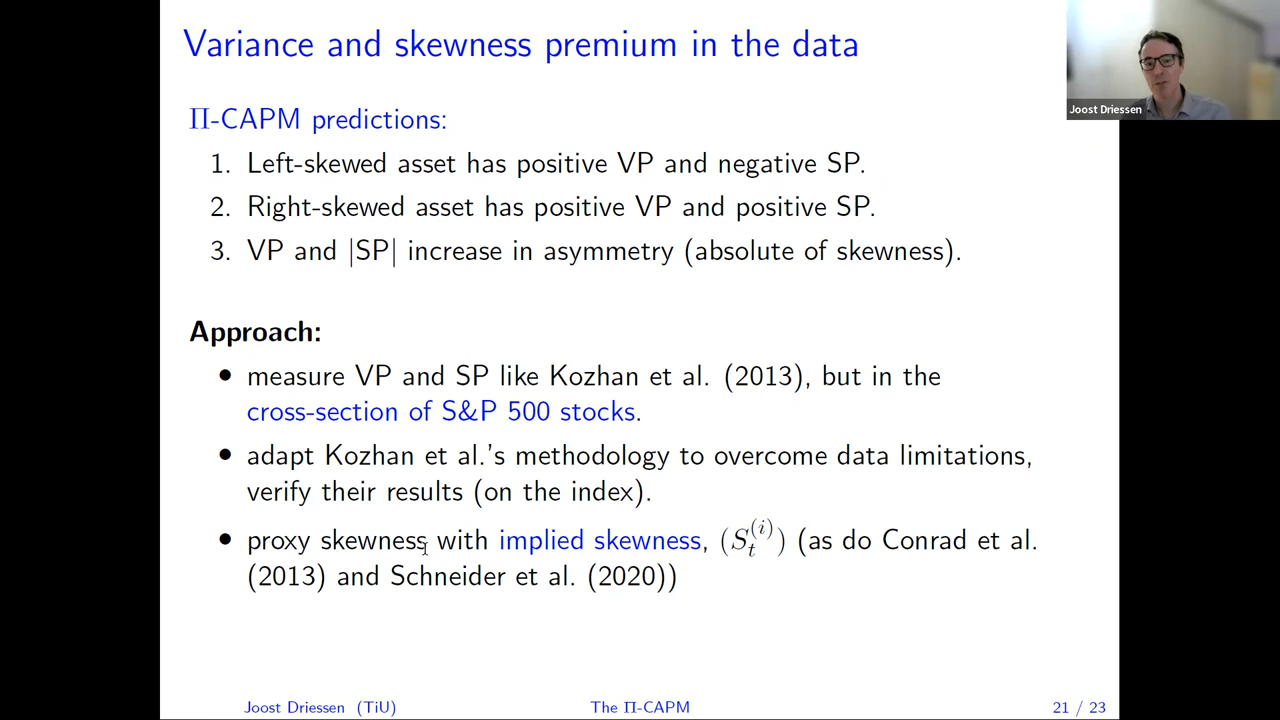 Variance and skewness premium in the data
Joost Driessen
Π-CAPM predictions:
1. Left-skewed asset has positive VP and negative SP.
2. Right-skewed asset has positive VP and positive SP.
3. VP and |SP| increase in asymmetry (absolute of skewness).
Approach:
• measure VP and SP like Kozhan et al. (2013), but in the
cross-section of S&P 500 stocks.
• adapt Kozhan et al.'s methodology to overcome data limitations,
verify their results (on the index).
• proxy skewness with implied skewness, (S_t^{(i)}) (as do Conrad et al.
(2013) and Schneider et al. (2020))
Joost Driessen (TiU) The Π-CAPM 21 / 23